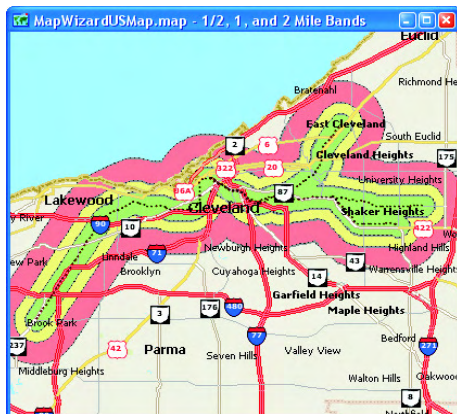 MapWizardUSMap.map - 1/2, 1, and 2 Mile Bands
Euclid
Richmond He
Bratenahl
East Cleveland
2
6
South Euclid
Cleveland Heights
175
322
20
University Heights
86A
87
Lakewood
Cleveland
Shaker Heights
y River
90
10
422
Newburgh Heights
Highland Hills
71
Linndale
43
Warrensville Heights
ew Park
Brooklyn
Cuyahoga Heights
14
Garfield Heights
480
Maple Heights
176
3
Brook Park
77
Bedford
237
42
Parma
271
Seven Hills
Valley View
Middleburg Heights
Walton Hills
Oakwoo
8